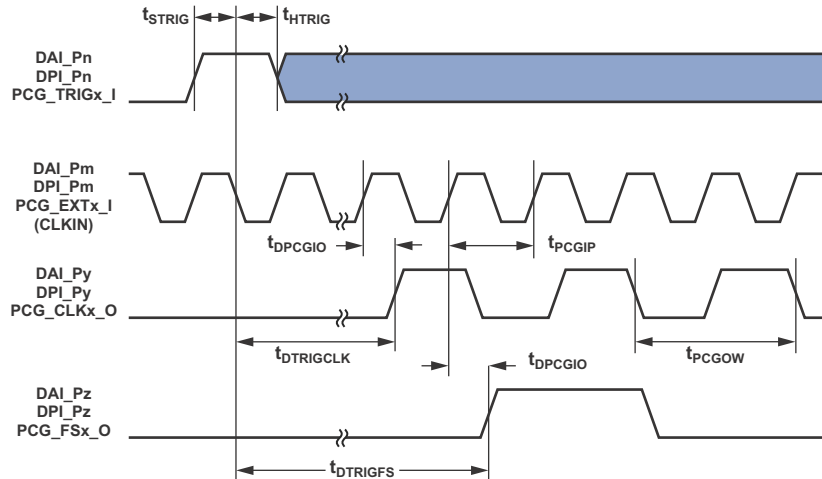 tSTRIG tHTRIG
DAI_Pn
DPI_Pn
PCG_TRIGx_I
DAI_Pm
DPI_Pm
PCG_EXTx_I
(CLKIN)
tDPCGIO tPCGIP
DAI_Py
DPI_Py
PCG_CLKx_O
tDTRIGCLK tDPCGIO tPCGOW
DAI_Pz
DPI_Pz
PCG_FSx_O
tDTRIGFS